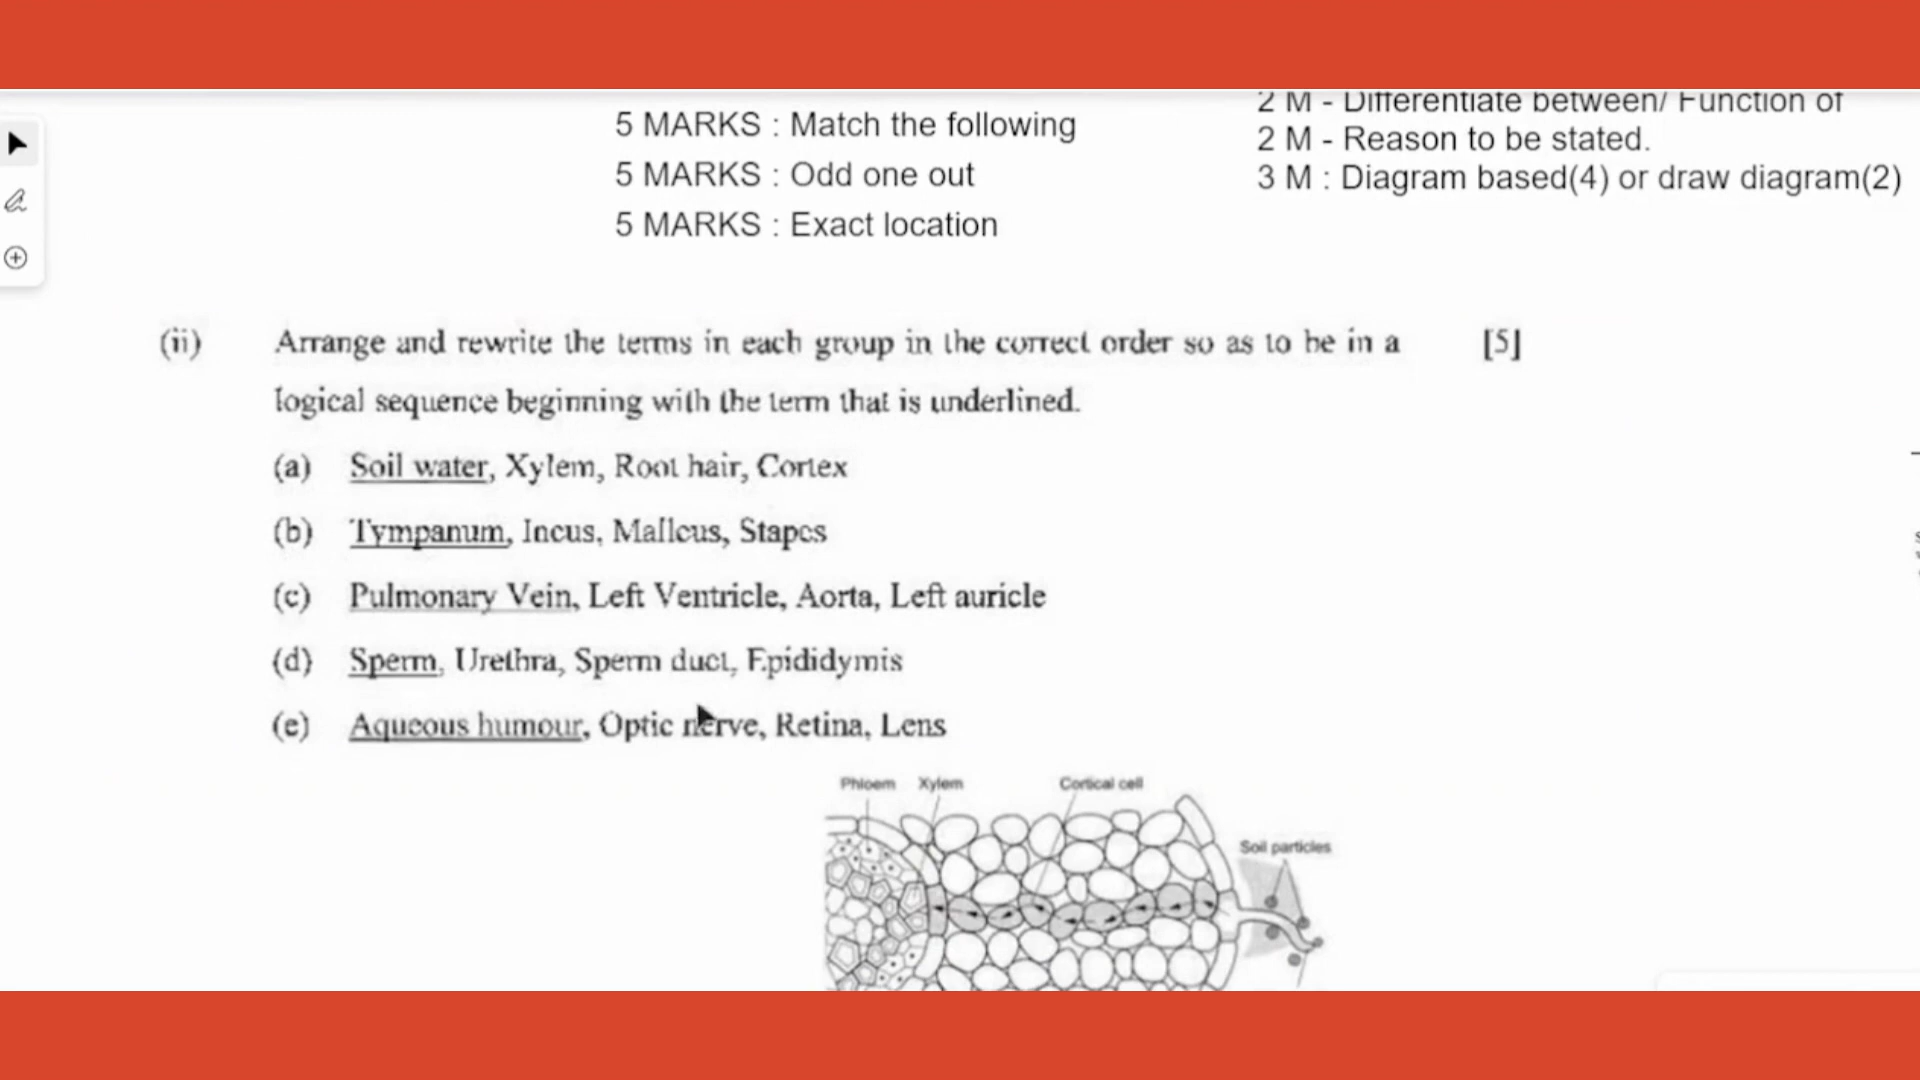 5 MARKS : Match the following
5 MARKS : Odd one out
5 MARKS : Exact location
2 M - Differentiate between/ Function of
2 M - Reason to be stated.
3 M : Diagram based(4) or draw diagram(2)
(ii) Arrange and rewrite the terms in each group in the correct order so as to be in a [5]
logical sequence beginning with the term that is underlined.
(a) Soil water, Xylem, Root hair, Cortex
(b) Tympanum, Incus, Malleus, Stapes
(c) Pulmonary Vein, Left Ventricle, Aorta, Left auricle
(d) Sperm, Urethra, Sperm duct, Epididymis
(e) Aqueous humour, Optic nerve, Retina, Lens
Phloem Xylem Cortical cell
Soil particles